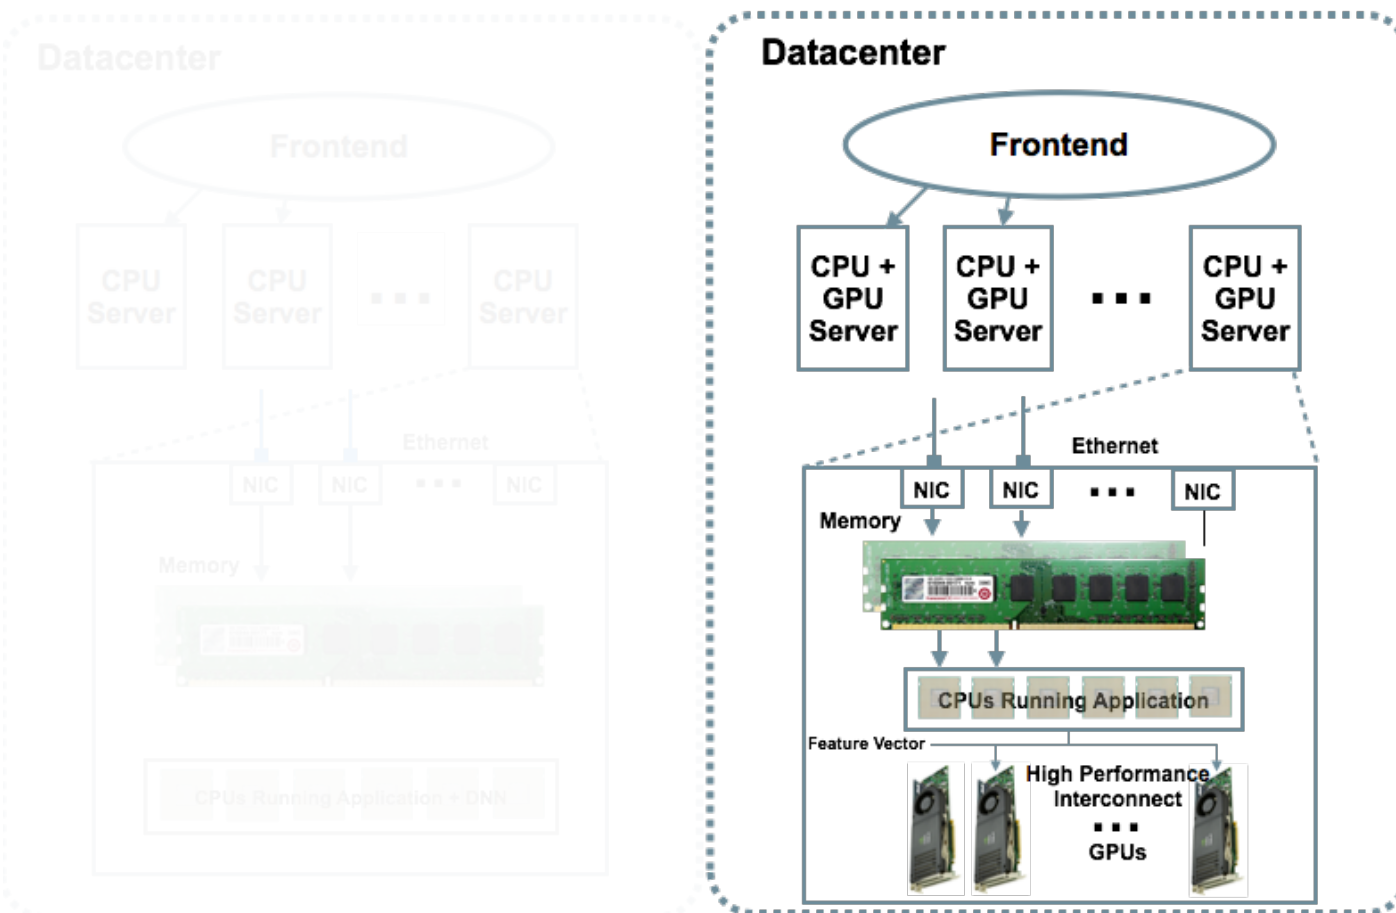 Datacenter
Frontend
CPU
Server
CPU
Server
CPU
Server
Ethernet
NIC
NIC
NIC
Memory
CPUs Running Application + DNN
Datacenter
Frontend
CPU +
GPU
Server
CPU +
GPU
Server
CPU +
GPU
Server
Ethernet
NIC
NIC
NIC
Memory
CPUs Running Application
Feature Vector
High Performance
Interconnect
GPUs